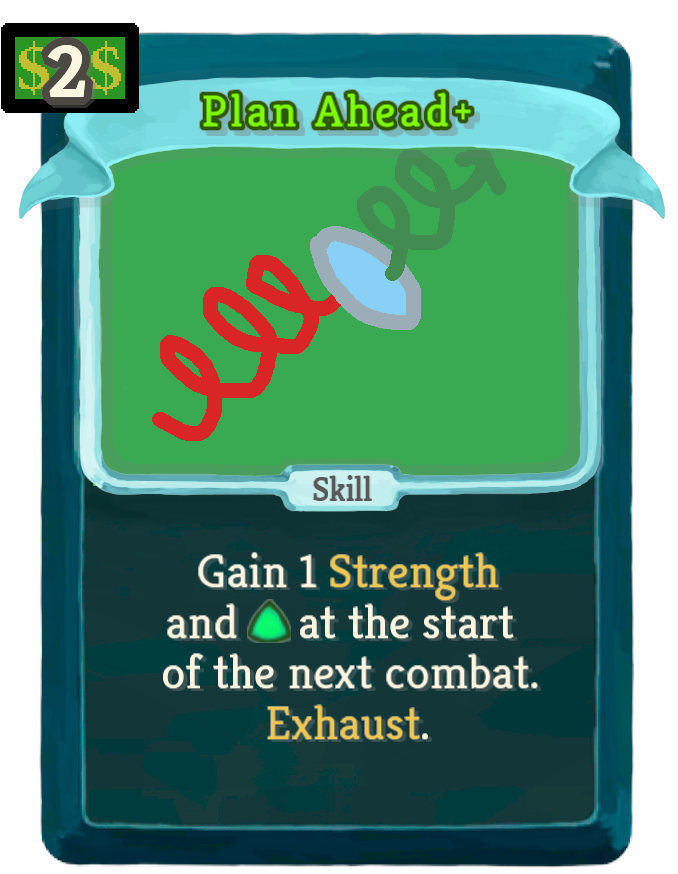 $2$
Plan Ahead+
Skill
Gain 1 Strength
and at the start
of the next combat.
Exhaust.